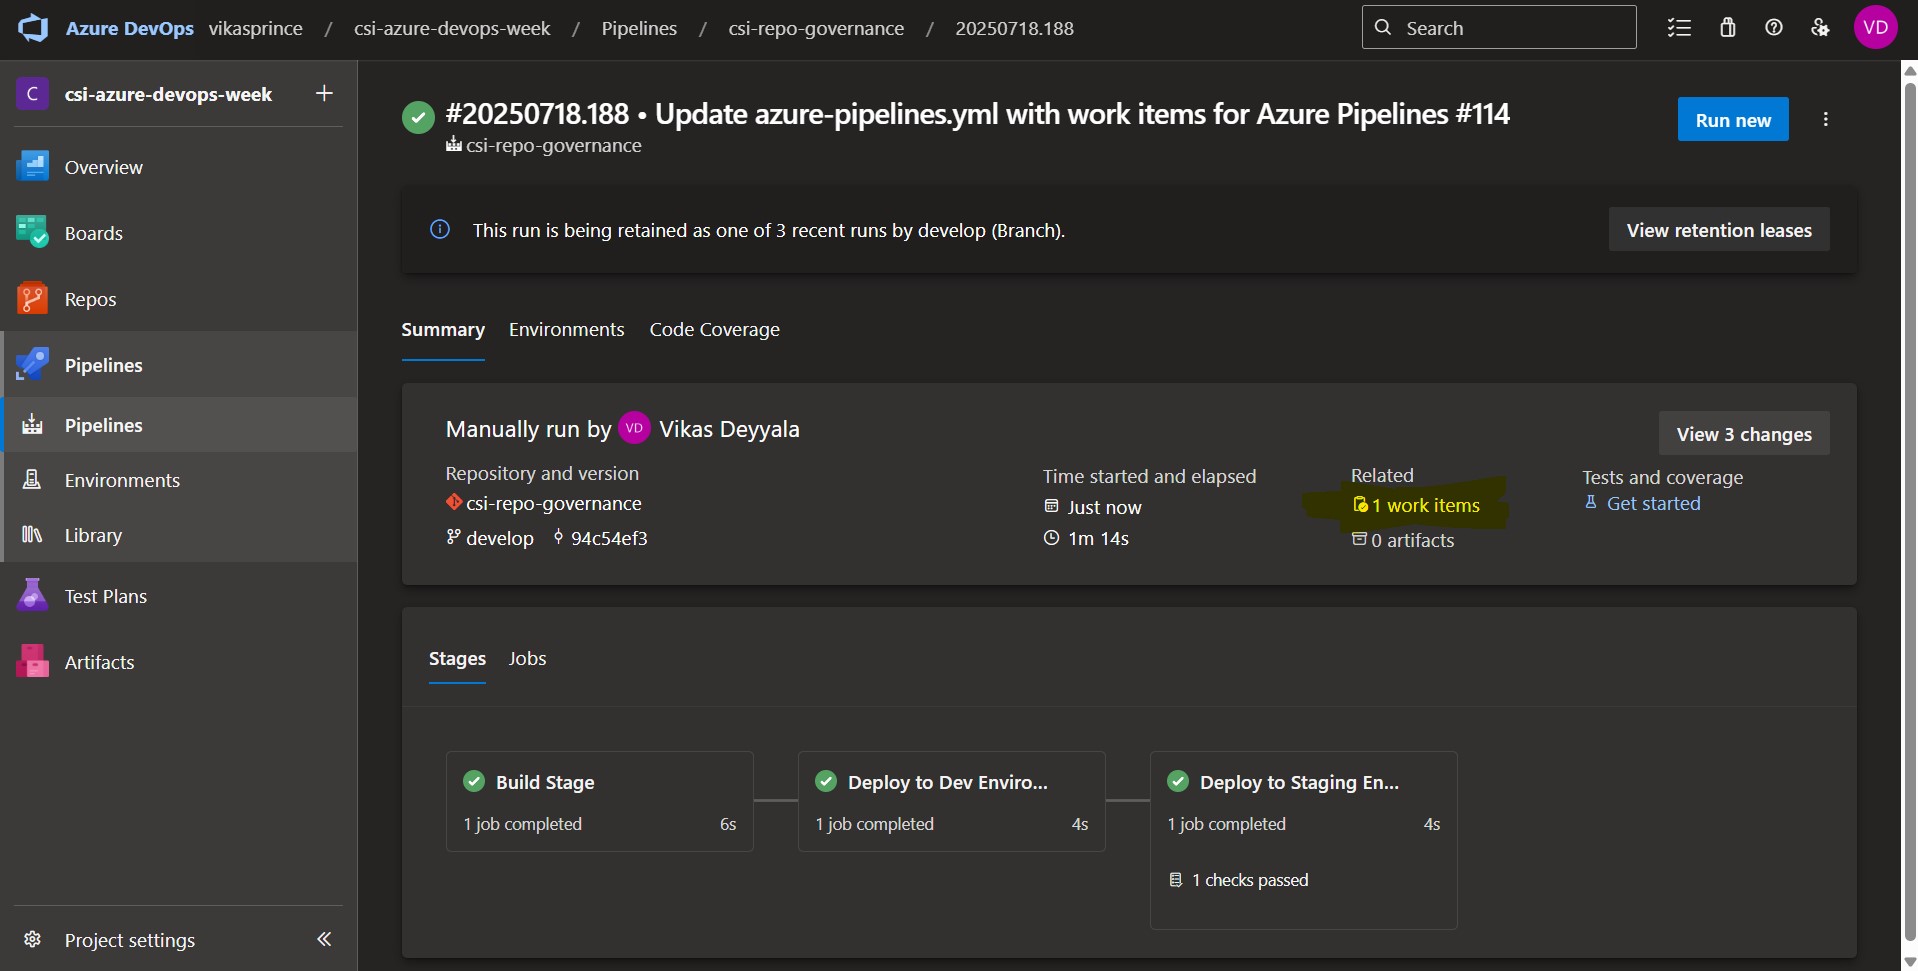 Azure DevOps vikasprince / csi-azure-devops-week / Pipelines / csi-repo-governance / 20250718.188
Search
VD
C csi-azure-devops-week
Overview
Boards
Repos
Pipelines
Pipelines
Environments
Library
Test Plans
Artifacts
Project settings
#20250718.188 • Update azure-pipelines.yml with work items for Azure Pipelines #114
csi-repo-governance
Run new
This run is being retained as one of 3 recent runs by develop (Branch).
View retention leases
Summary Environments Code Coverage
Manually run by VD Vikas Deyyala
View 3 changes
Repository and version
csi-repo-governance
develop 94c54ef3
Time started and elapsed
Just now
1m 14s
Related
1 work items
0 artifacts
Tests and coverage
Get started
Stages Jobs
Build Stage
1 job completed 6s
Deploy to Dev Enviro...
1 job completed 4s
Deploy to Staging En...
1 job completed 4s
1 checks passed